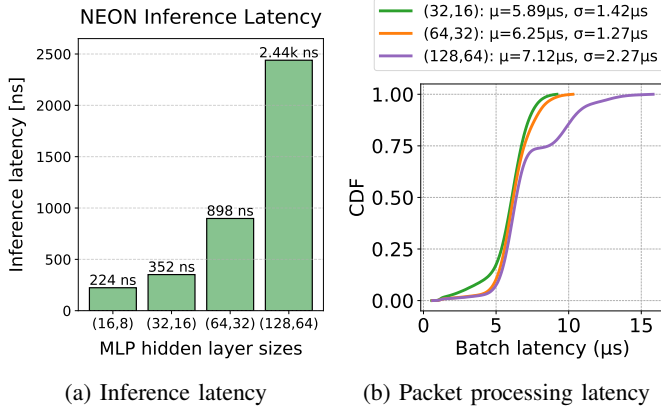 NEON Inference Latency
Inference latency [ns]
2500
2000
1500
1000
500
0
224 ns
352 ns
898 ns
2.44k ns
(16,8) (32,16) (64,32) (128,64)
MLP hidden layer sizes
(a) Inference latency
(32,16): μ=5.89μs, σ=1.42μs
(64,32): μ=6.25μs, σ=1.27μs
(128,64): μ=7.12μs, σ=2.27μs
CDF
1.00
0.75
0.50
0.25
0.00
0 5 10 15
Batch latency (μs)
(b) Packet processing latency